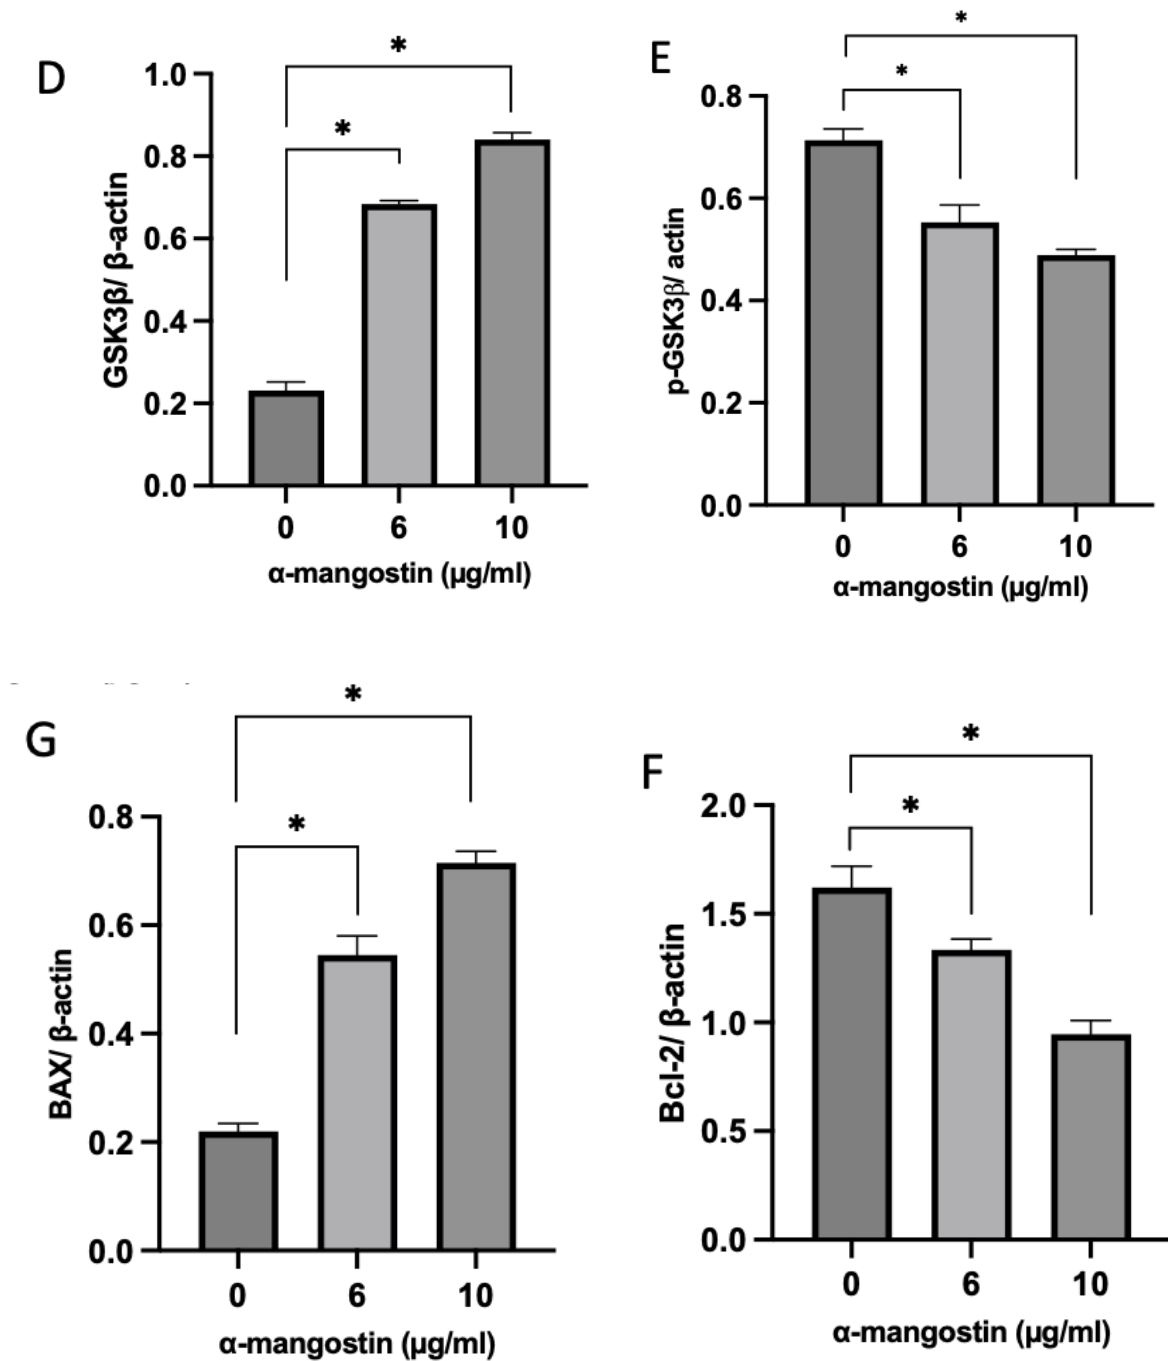 D
*
*
1.0
0.8
0.6
0.4
0.2
0.0
GSK3β/ β-actin
0 6 10
α-mangostin (µg/ml)
E
*
*
0.8
0.6
0.4
0.2
0.0
p-GSK3β/ actin
0 6 10
α-mangostin (µg/ml)
G
*
*
0.8
0.6
0.4
0.2
0.0
BAX/ β-actin
0 6 10
α-mangostin (µg/ml)
F
*
*
2.0
1.5
1.0
0.5
0.0
Bcl-2/ β-actin
0 6 10
α-mangostin (µg/ml)